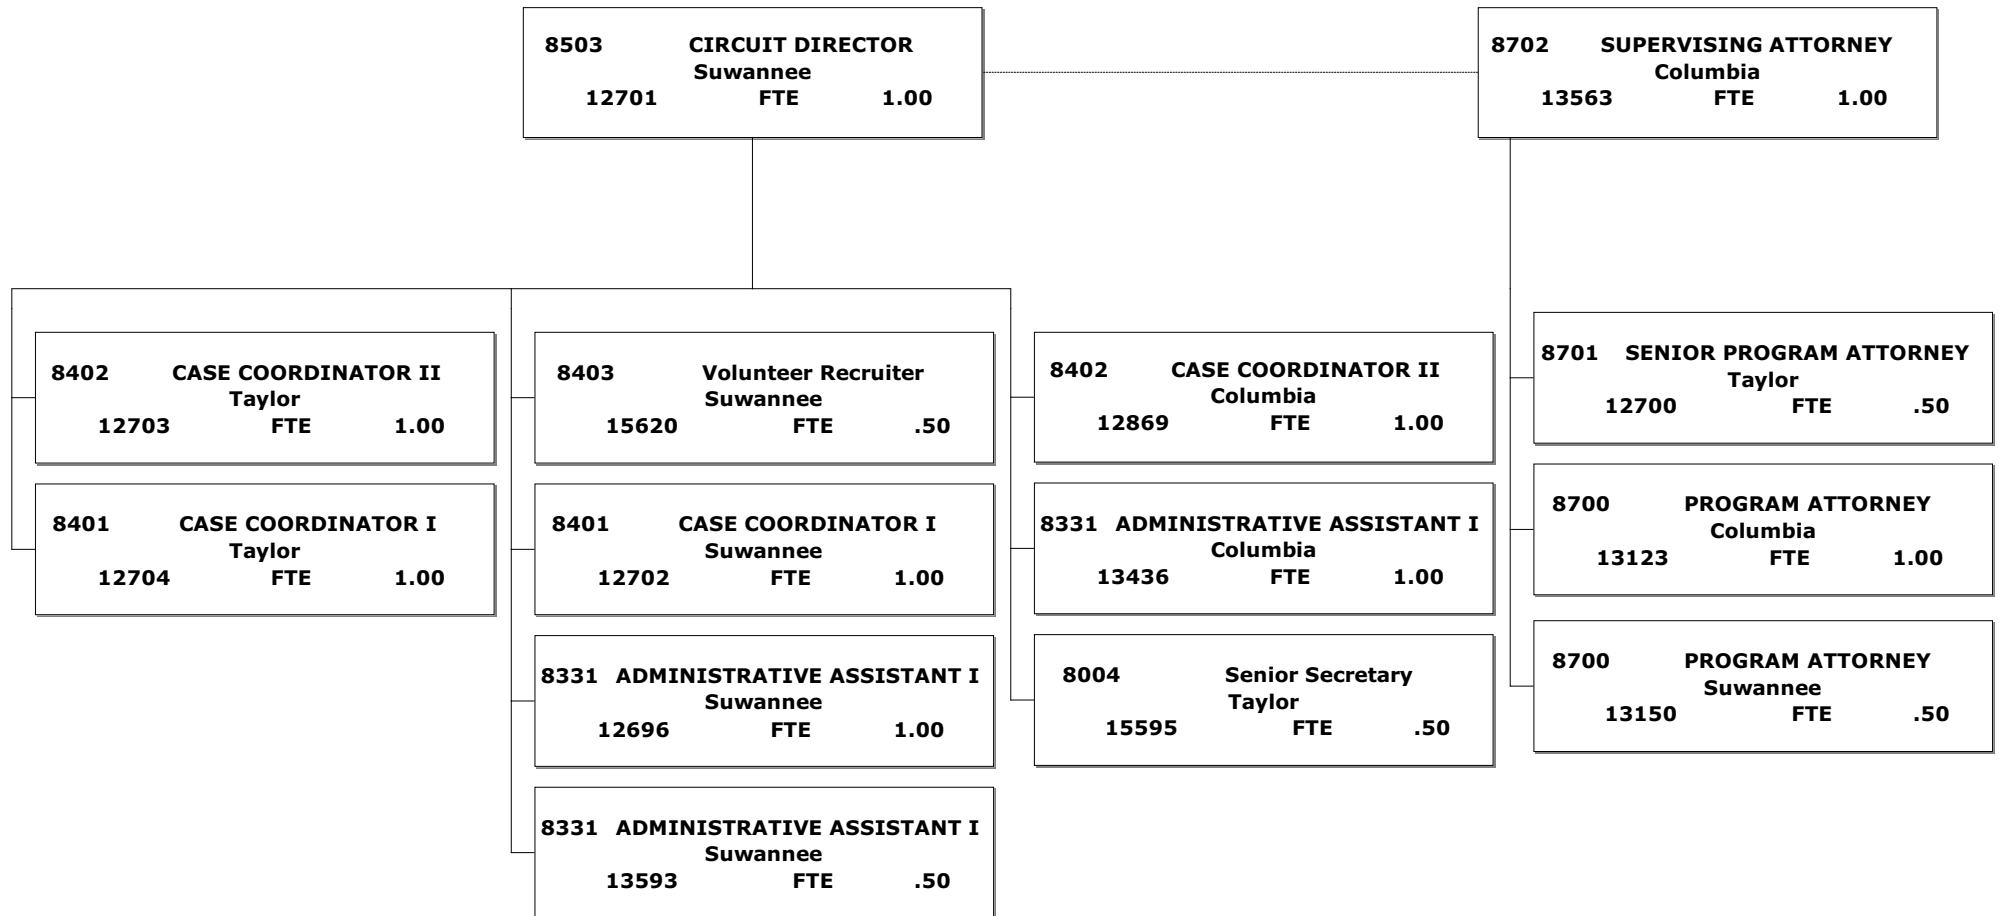 8503 CIRCUIT DIRECTOR
Suwannee
12701 FTE 1.00
8702 SUPERVISING ATTORNEY
Columbia
13563 FTE 1.00
8402 CASE COORDINATOR II
Taylor
12703 FTE 1.00
8401 CASE COORDINATOR I
Taylor
12704 FTE 1.00
8403 Volunteer Recruiter
Suwannee
15620 FTE .50
8401 CASE COORDINATOR I
Suwannee
12702 FTE 1.00
8331 ADMINISTRATIVE ASSISTANT I
Suwannee
12696 FTE 1.00
8331 ADMINISTRATIVE ASSISTANT I
Suwannee
13593 FTE .50
8402 CASE COORDINATOR II
Columbia
12869 FTE 1.00
8331 ADMINISTRATIVE ASSISTANT I
Columbia
13436 FTE 1.00
8004 Senior Secretary
Taylor
15595 FTE .50
8701 SENIOR PROGRAM ATTORNEY
Taylor
12700 FTE .50
8700 PROGRAM ATTORNEY
Columbia
13123 FTE 1.00
8700 PROGRAM ATTORNEY
Suwannee
13150 FTE .50